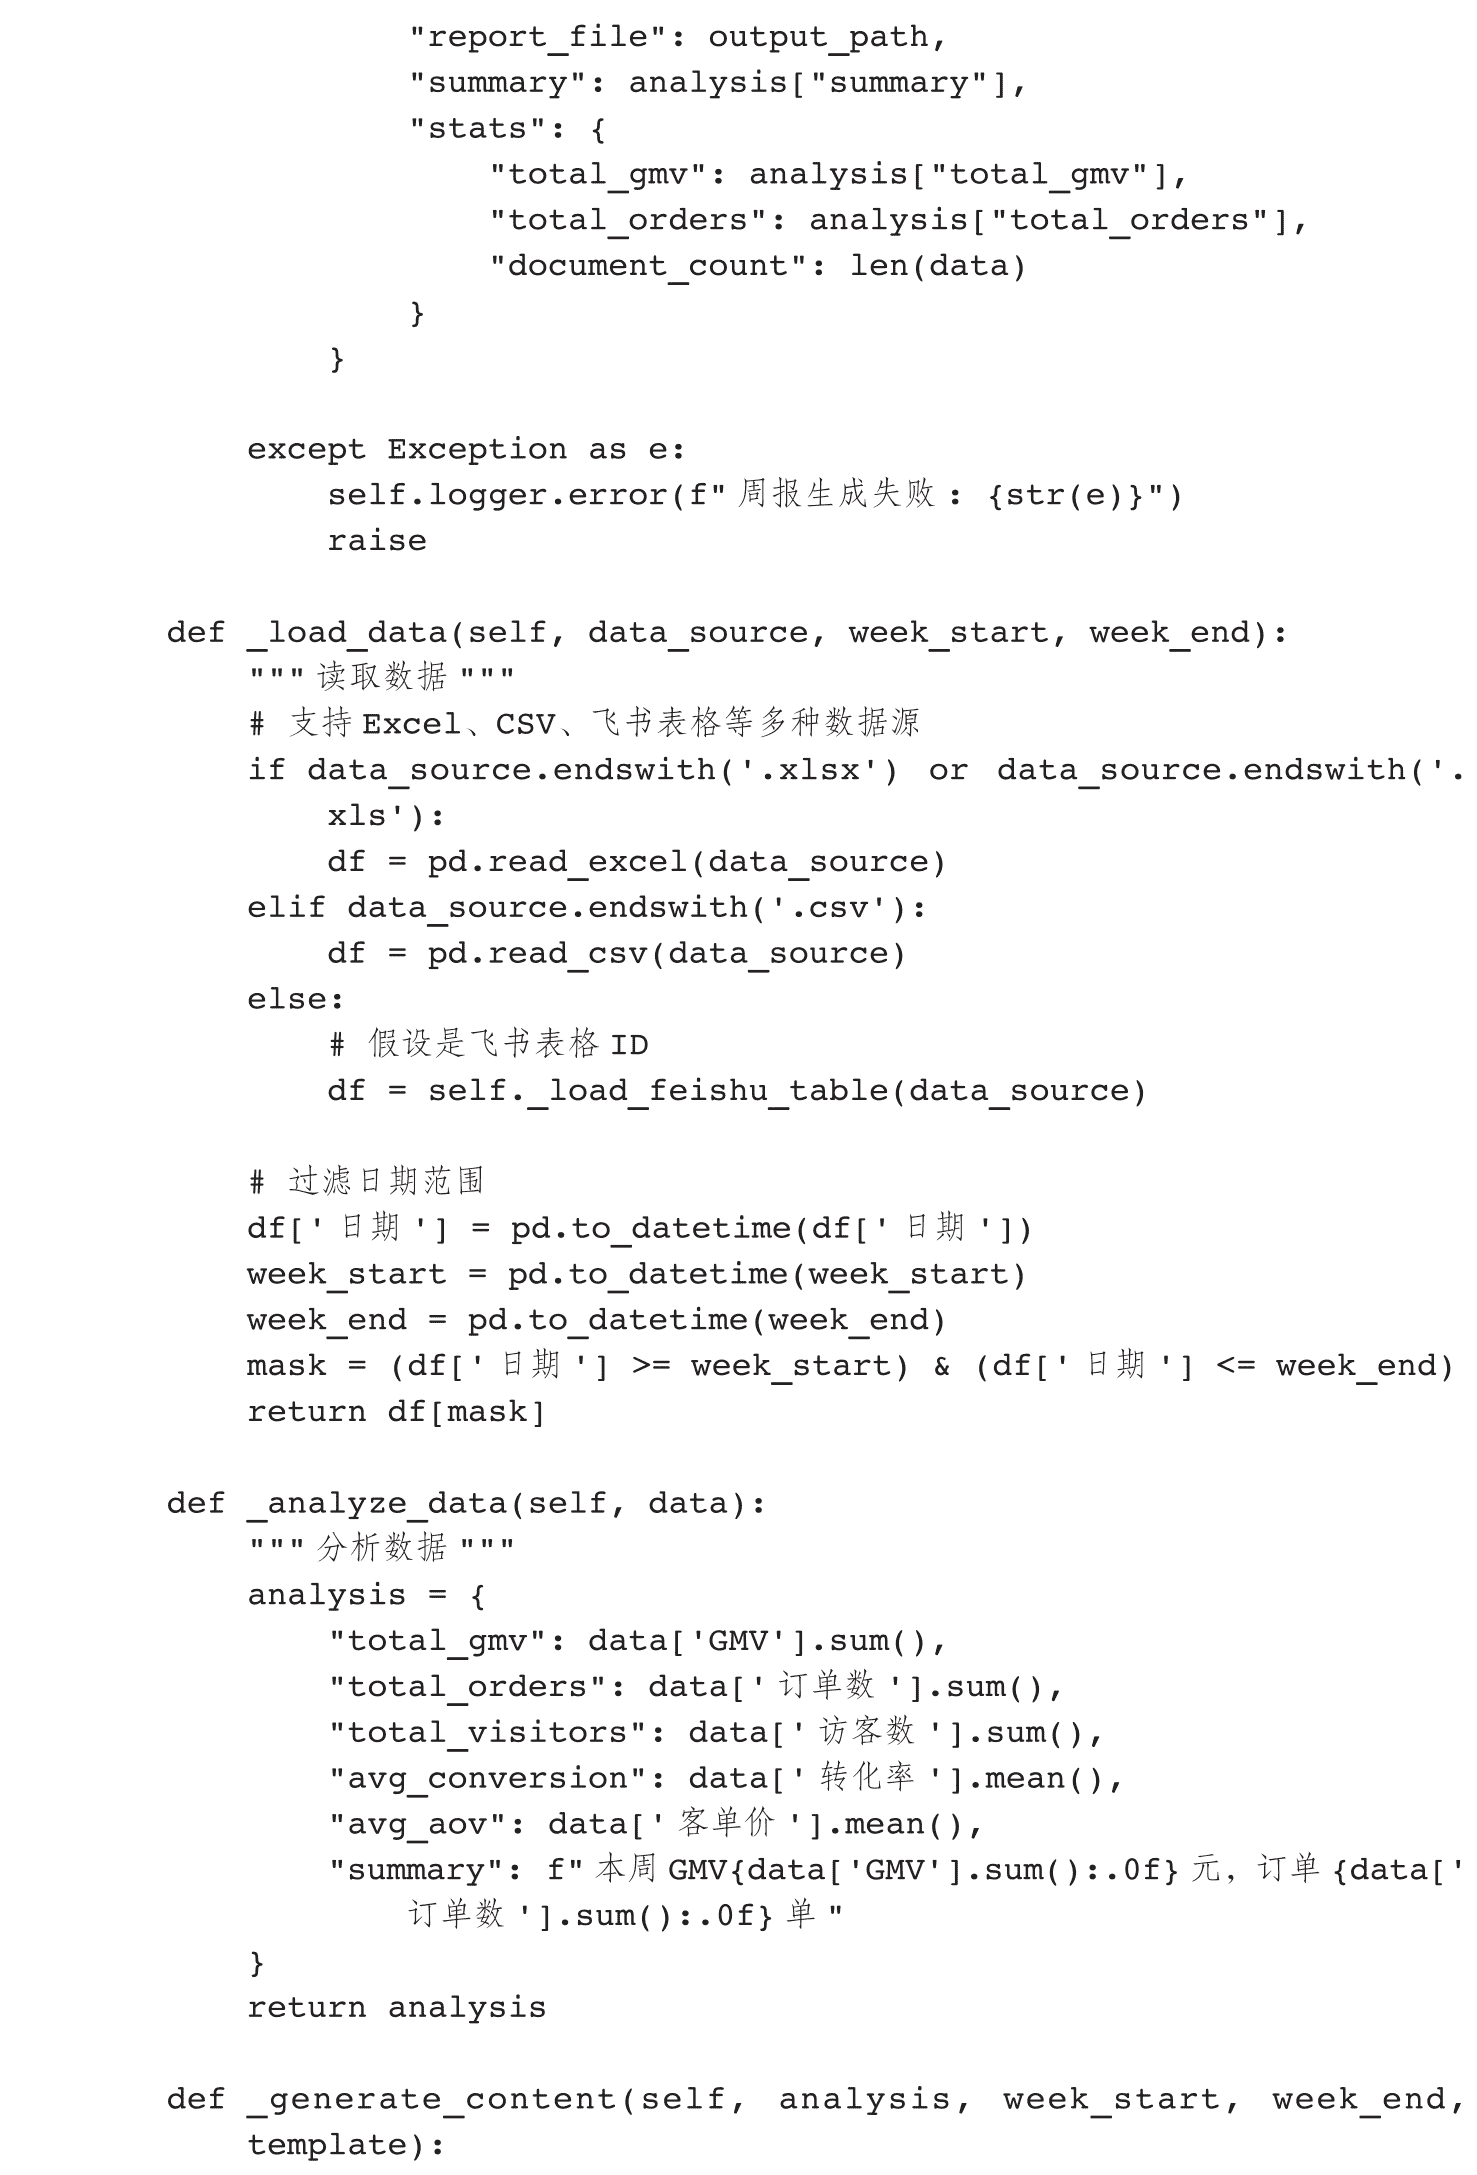 "report_file": output_path,
"summary": analysis["summary"],
"stats": {
"total_gmv": analysis["total_gmv"],
"total_orders": analysis["total_orders"],
"document_count": len(data)
}
}
except Exception as e:
self.logger.error(f"周报生成失败: {str(e)}")
raise
def _load_data(self, data_source, week_start, week_end):
"""读取数据"""
# 支持Excel、CSV、飞书表格等多种数据源
if data_source.endswith('.xlsx') or data_source.endswith('.
xls'):
df = pd.read_excel(data_source)
elif data_source.endswith('.csv'):
df = pd.read_csv(data_source)
else:
# 假设是飞书表格ID
df = self._load_feishu_table(data_source)
# 过滤日期范围
df['日期'] = pd.to_datetime(df['日期'])
week_start = pd.to_datetime(week_start)
week_end = pd.to_datetime(week_end)
mask = (df['日期'] >= week_start) & (df['日期'] <= week_end)
return df[mask]
def _analyze_data(self, data):
"""分析数据"""
analysis = {
"total_gmv": data['GMV'].sum(),
"total_orders": data['订单数'].sum(),
"total_visitors": data['访客数'].sum(),
"avg_conversion": data['转化率'].mean(),
"avg_aov": data['客单价'].mean(),
"summary": f"本周GMV{data['GMV'].sum():.0f}元，订单{data['
订单数'].sum():.0f}单"
}
return analysis
def _generate_content(self, analysis, week_start, week_end,
template):